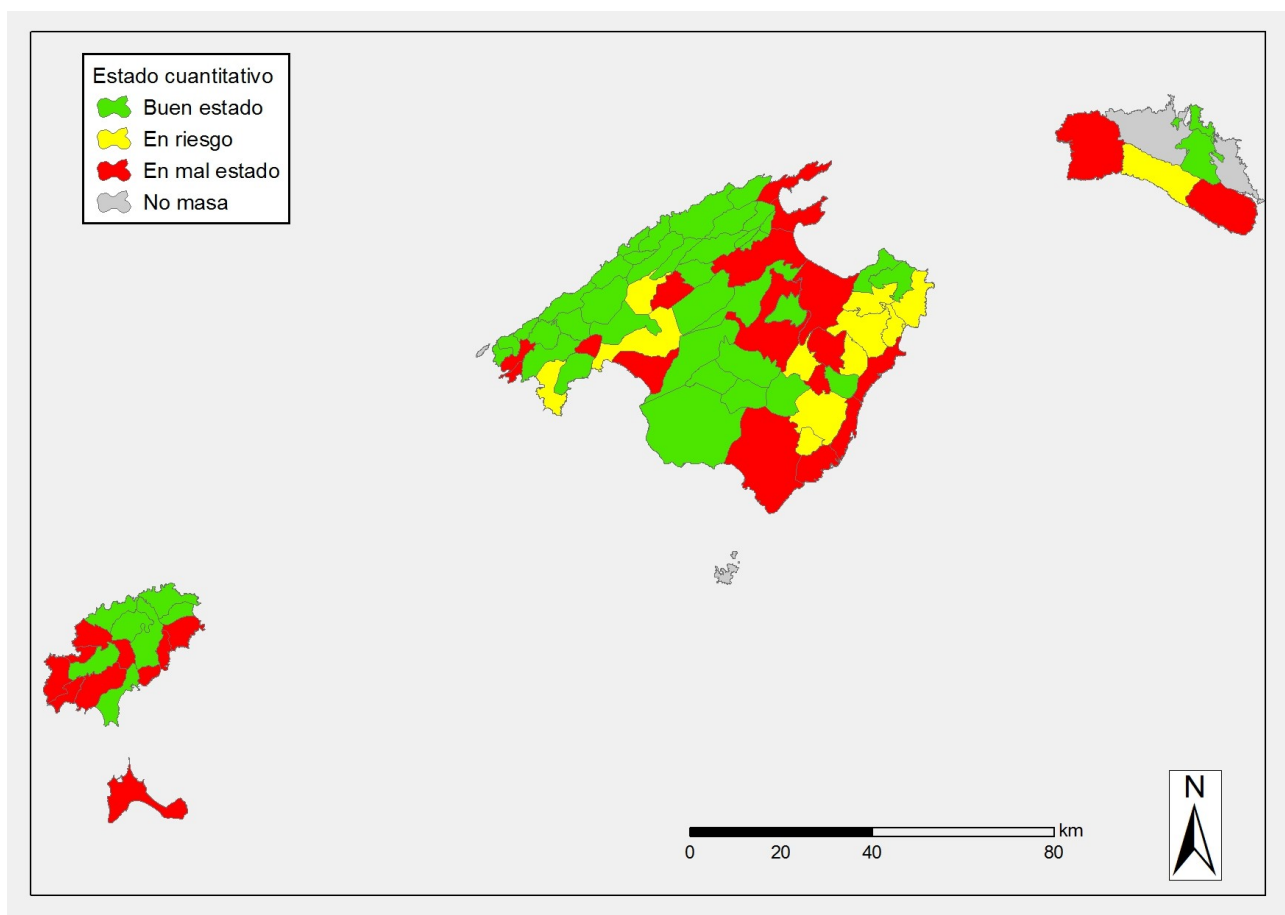 Estado cuantitativo
Buen estado
En riesgo
En mal estado
No masa
N
km
0 20 40 80